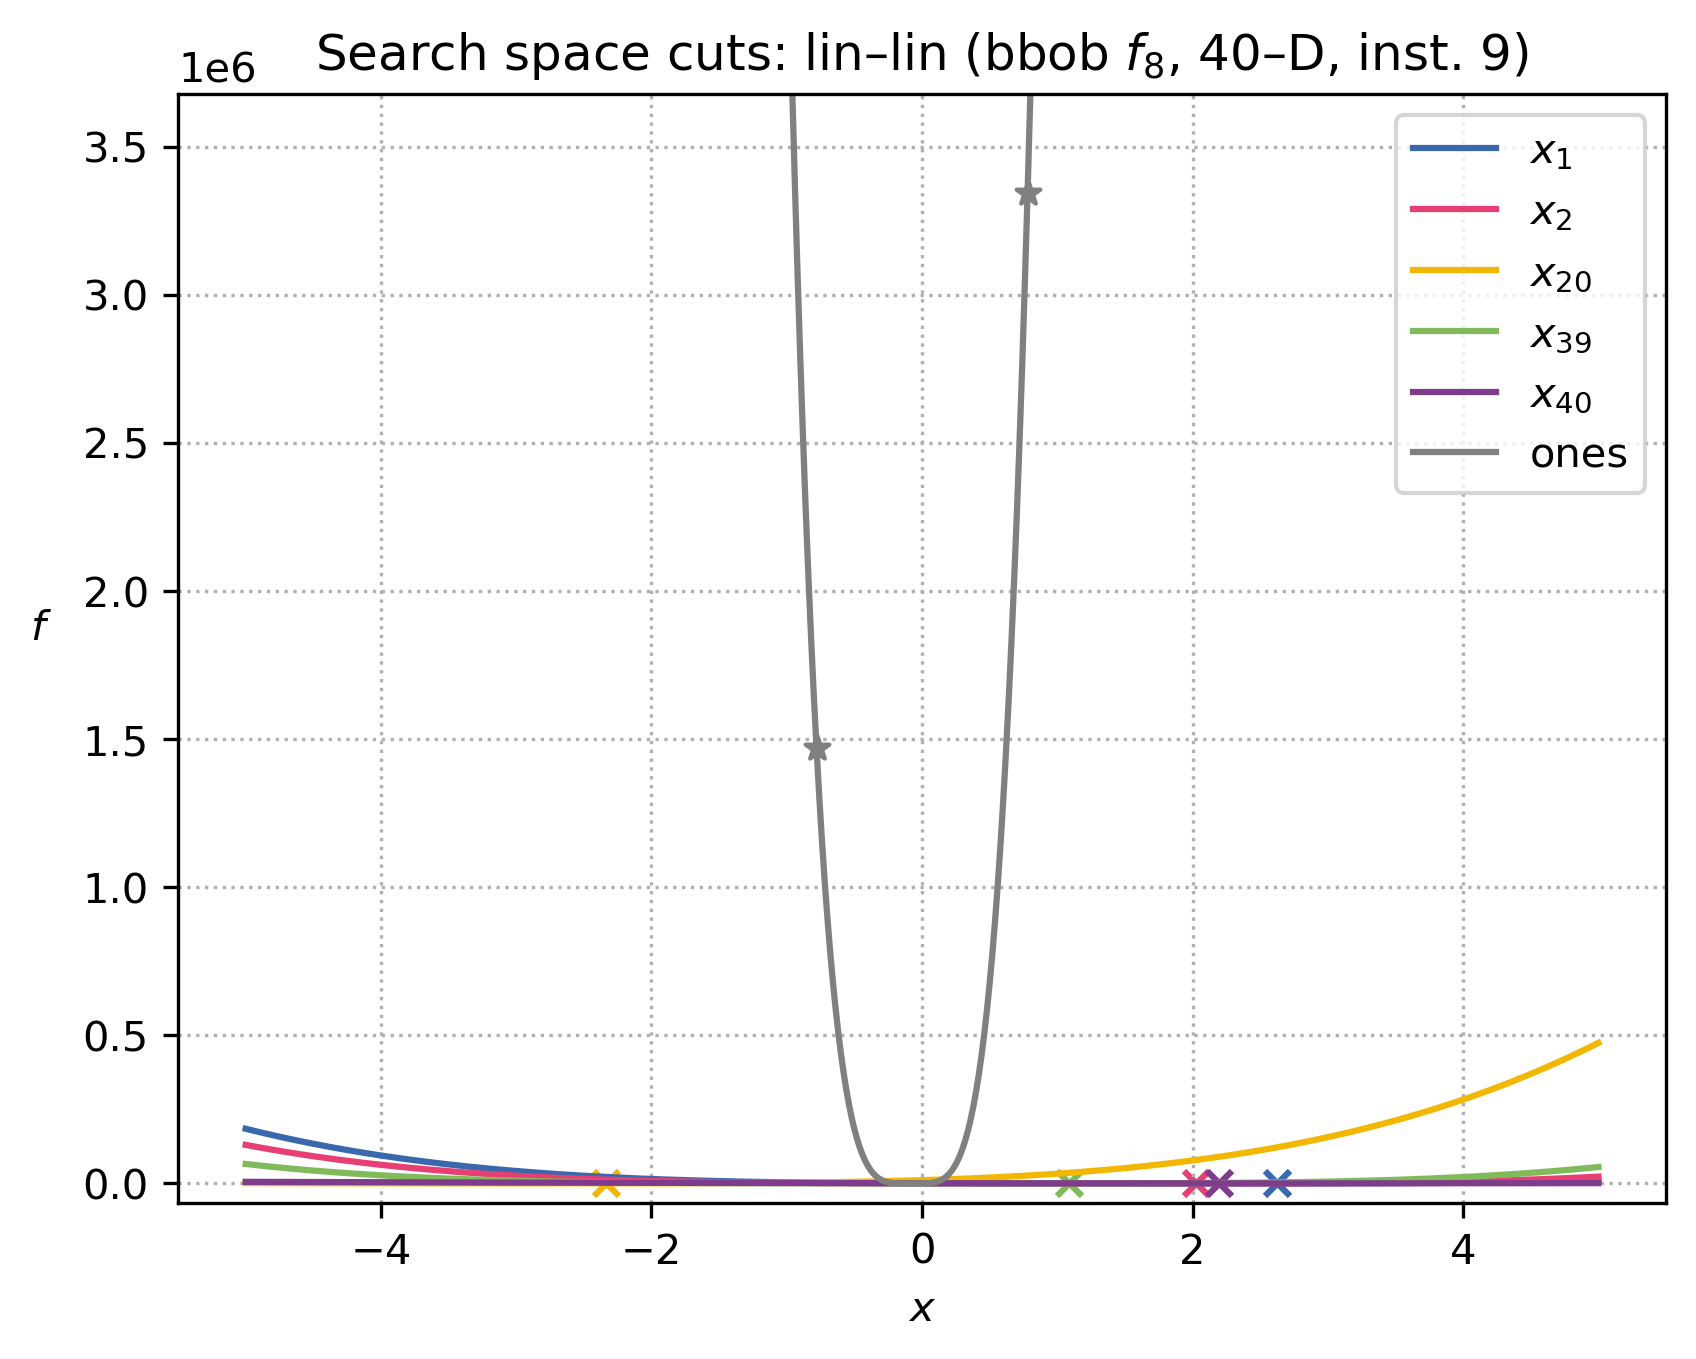 Search space cuts: lin–lin (bbob f8, 40–D, inst. 9)
1e6
3.5
3.0
2.5
2.0
1.5
1.0
0.5
0.0
f
−4
−2
0
2
4
x
x1
x2
x20
x39
x40
ones